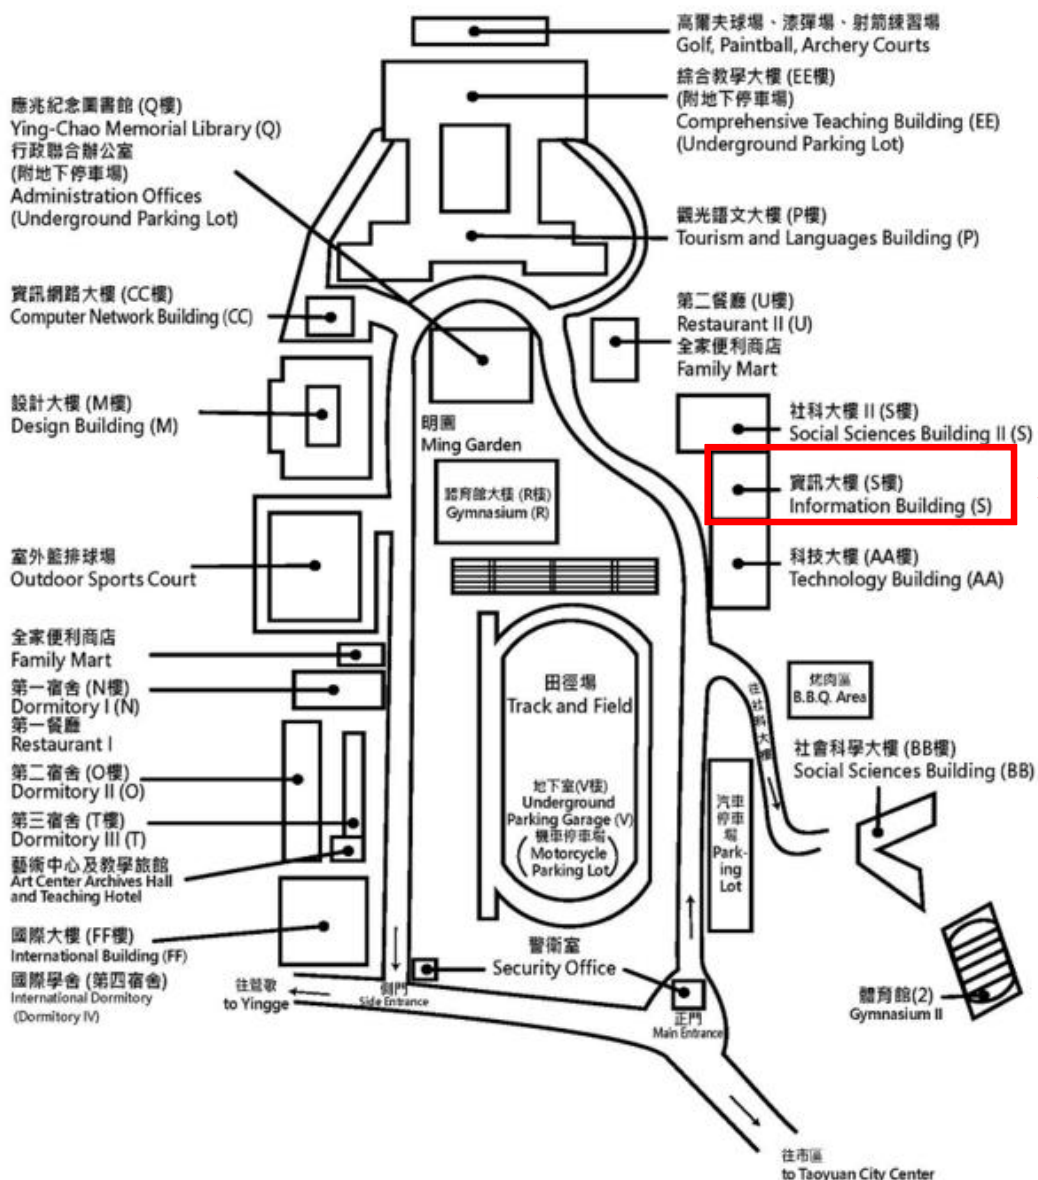 高爾夫球場、漆彈場、射箭練習場
Golf, Paintball, Archery Courts
綜合教學大樓 (EE樓)
(附地下停車場)
Comprehensive Teaching Building (EE)
(Underground Parking Lot)
應兆紀念圖書館 (Q樓)
Ying-Chao Memorial Library (Q)
行政聯合辦公室
(附地下停車場)
Administration Offices
(Underground Parking Lot)
觀光語文大樓 (P樓)
Tourism and Languages Building (P)
資訊網路大樓 (CC樓)
Computer Network Building (CC)
第二餐廳 (U樓)
Restaurant II (U)
全家便利商店
Family Mart
設計大樓 (M樓)
Design Building (M)
明園
Ming Garden
社科大樓 II (S樓)
Social Sciences Building II (S)
體育館大樓 (R樓)
Gymnasium (R)
資訊大樓 (S樓)
Information Building (S)
室外籃排球場
Outdoor Sports Court
科技大樓 (AA樓)
Technology Building (AA)
全家便利商店
Family Mart
第一宿舍 (N樓)
Dormitory I (N)
第一餐廳
Restaurant I
第二宿舍 (O樓)
Dormitory II (O)
第三宿舍 (T樓)
Dormitory III (T)
藝術中心及教學旅館
Art Center Archives Hall
and Teaching Hotel
國際大樓 (FF樓)
International Building (FF)
國際學舍 (第四宿舍)
International Dormitory
(Dormitory IV)
田徑場
Track and Field
地下室(V樓)
Underground
Parking Garage (V)
機車停車場
Motorcycle
Parking Lot
往社科大樓
烤肉區
B.B.Q. Area
社會科學大樓 (BB樓)
Social Sciences Building (BB)
汽車
停車
場
Park-
ing
Lot
警衛室
Security Office
往鶯歌
to Yingge
側門
Side Entrance
正門
Main Entrance
體育館(2)
Gymnasium II
往市區
to Taoyuan City Center